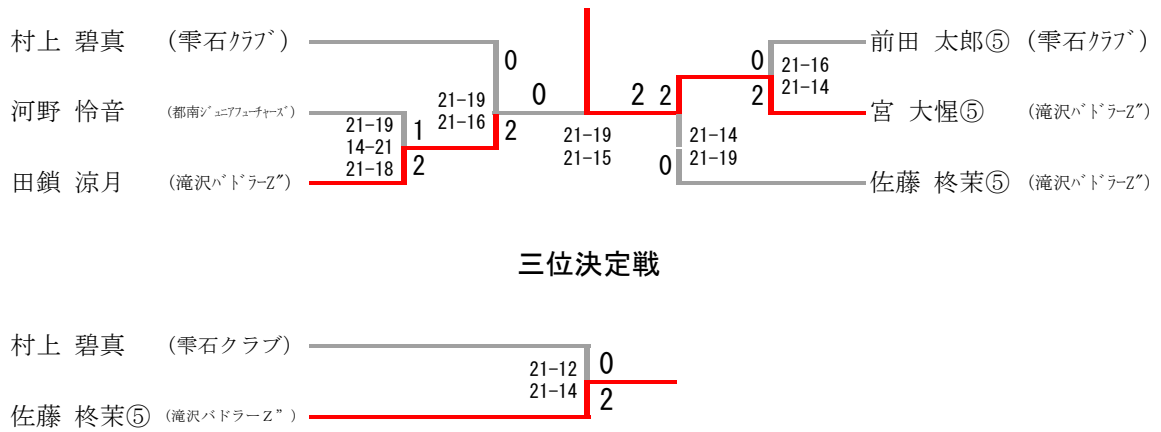 村上 碧真 (雫石ｸﾗﾌﾞ)
0
河野 怜音 (都南ｼﾞｭﾆｱﾌｭｰﾁｬｰｽﾞ)
21-19
14-21
21-18
1
2
田鎖 涼月 (滝沢ﾊﾞﾄﾞﾗｰZ")
21-19
21-16
2
0
2
21-19
21-15
2
0
2
21-16
21-14
21-14
21-19
0
前田 太郎⑤ (雫石ｸﾗﾌﾞ)
宮 大惺⑤ (滝沢ﾊﾞﾄﾞﾗｰZ")
佐藤 柊茉⑤ (滝沢ﾊﾞﾄﾞﾗｰZ")
三位決定戦
村上 碧真 (雫石クラブ)
21-12
21-14
0
2
佐藤 柊茉⑤ (滝沢バドラーＺ”)